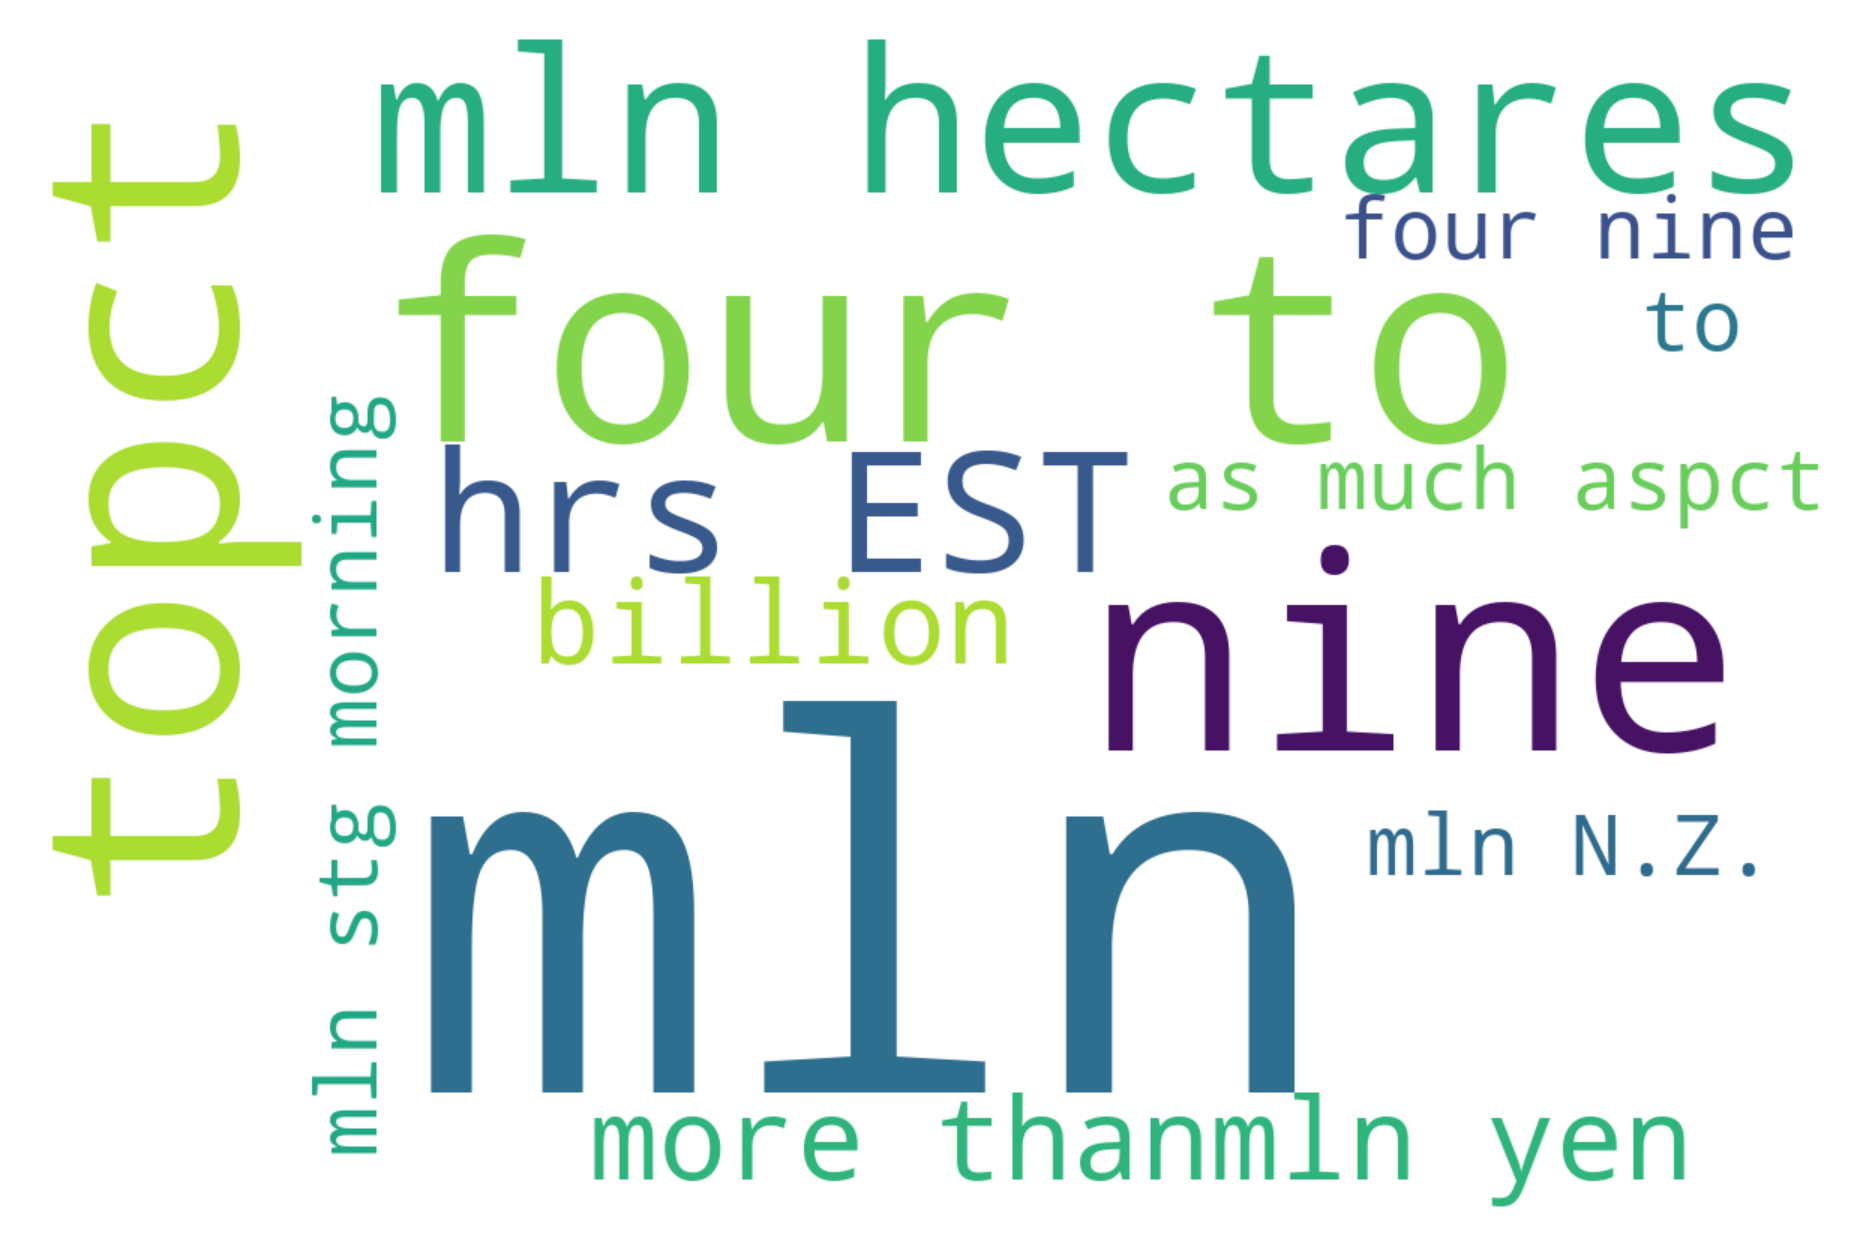 topct
mln hectares
four nine
four to
to
mln stg morning
hrs EST
as much aspct
billion
nine
mln
mln N.Z.
more thanmln yen